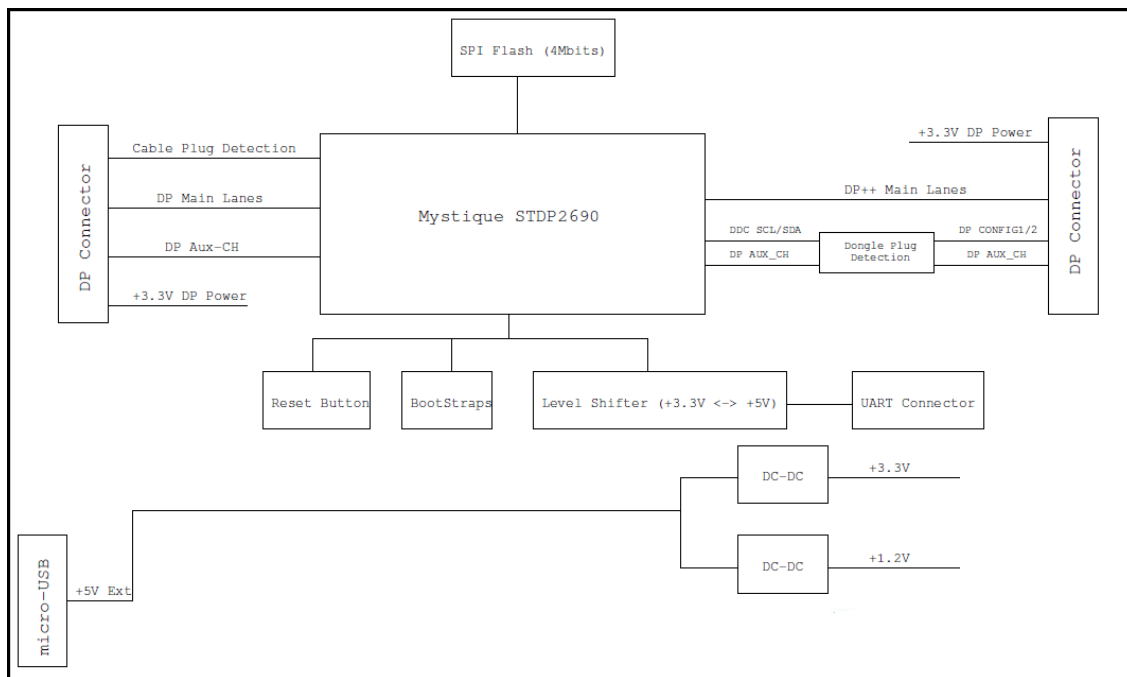 SPI Flash (4Mbits)
DP Connector
Cable Plug Detection
DP Main Lanes
DP Aux-CH
+3.3V DP Power
Mystique STDP2690
+3.3V DP Power
DP++ Main Lanes
DDC SCL/SDA
DP AUX_CH
Dongle Plug
Detection
DP CONFIG1/2
DP AUX_CH
DP Connector
Reset Button
BootStraps
Level Shifter (+3.3V <-> +5V)
UART Connector
DC-DC
+3.3V
DC-DC
+1.2V
micro-USB
+5V Ext